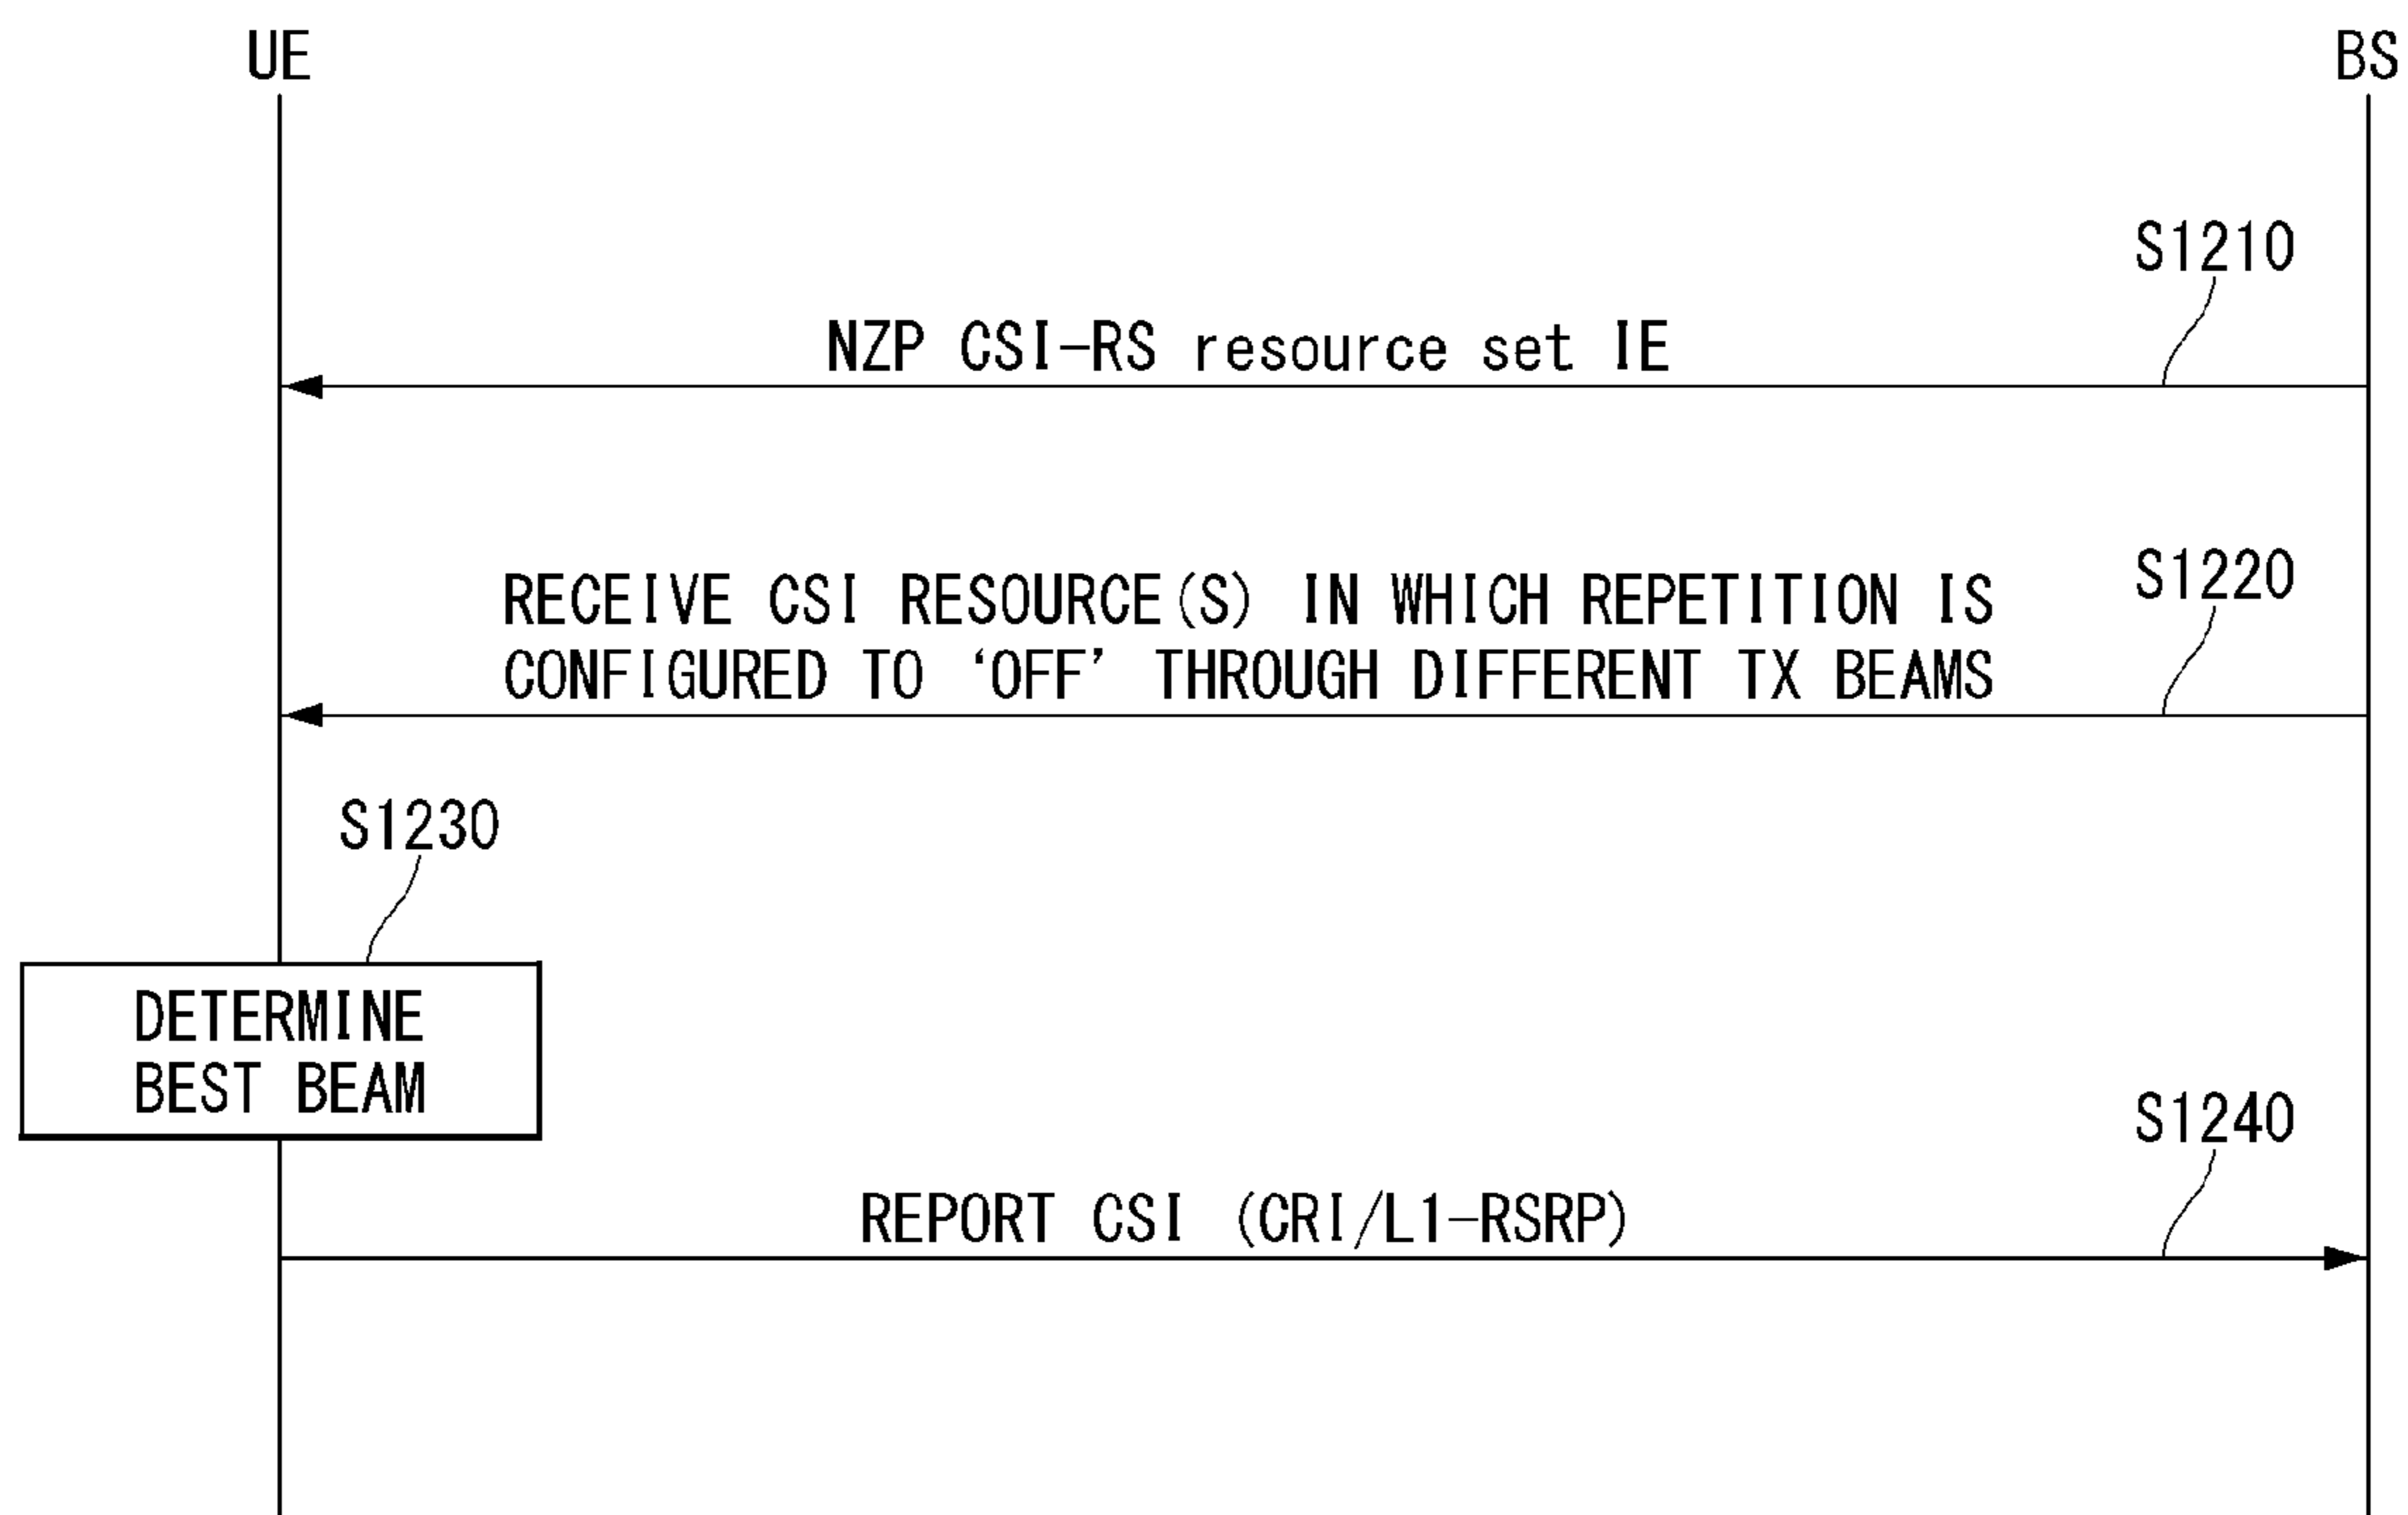 UE
BS
S1210
NZP CSI-RS resource set IE
S1220
RECEIVE CSI RESOURCE(S) IN WHICH REPETITION IS
CONFIGURED TO ‘OFF’ THROUGH DIFFERENT TX BEAMS
S1230
DETERMINE
BEST BEAM
S1240
REPORT CSI (CRI/L1-RSRP)